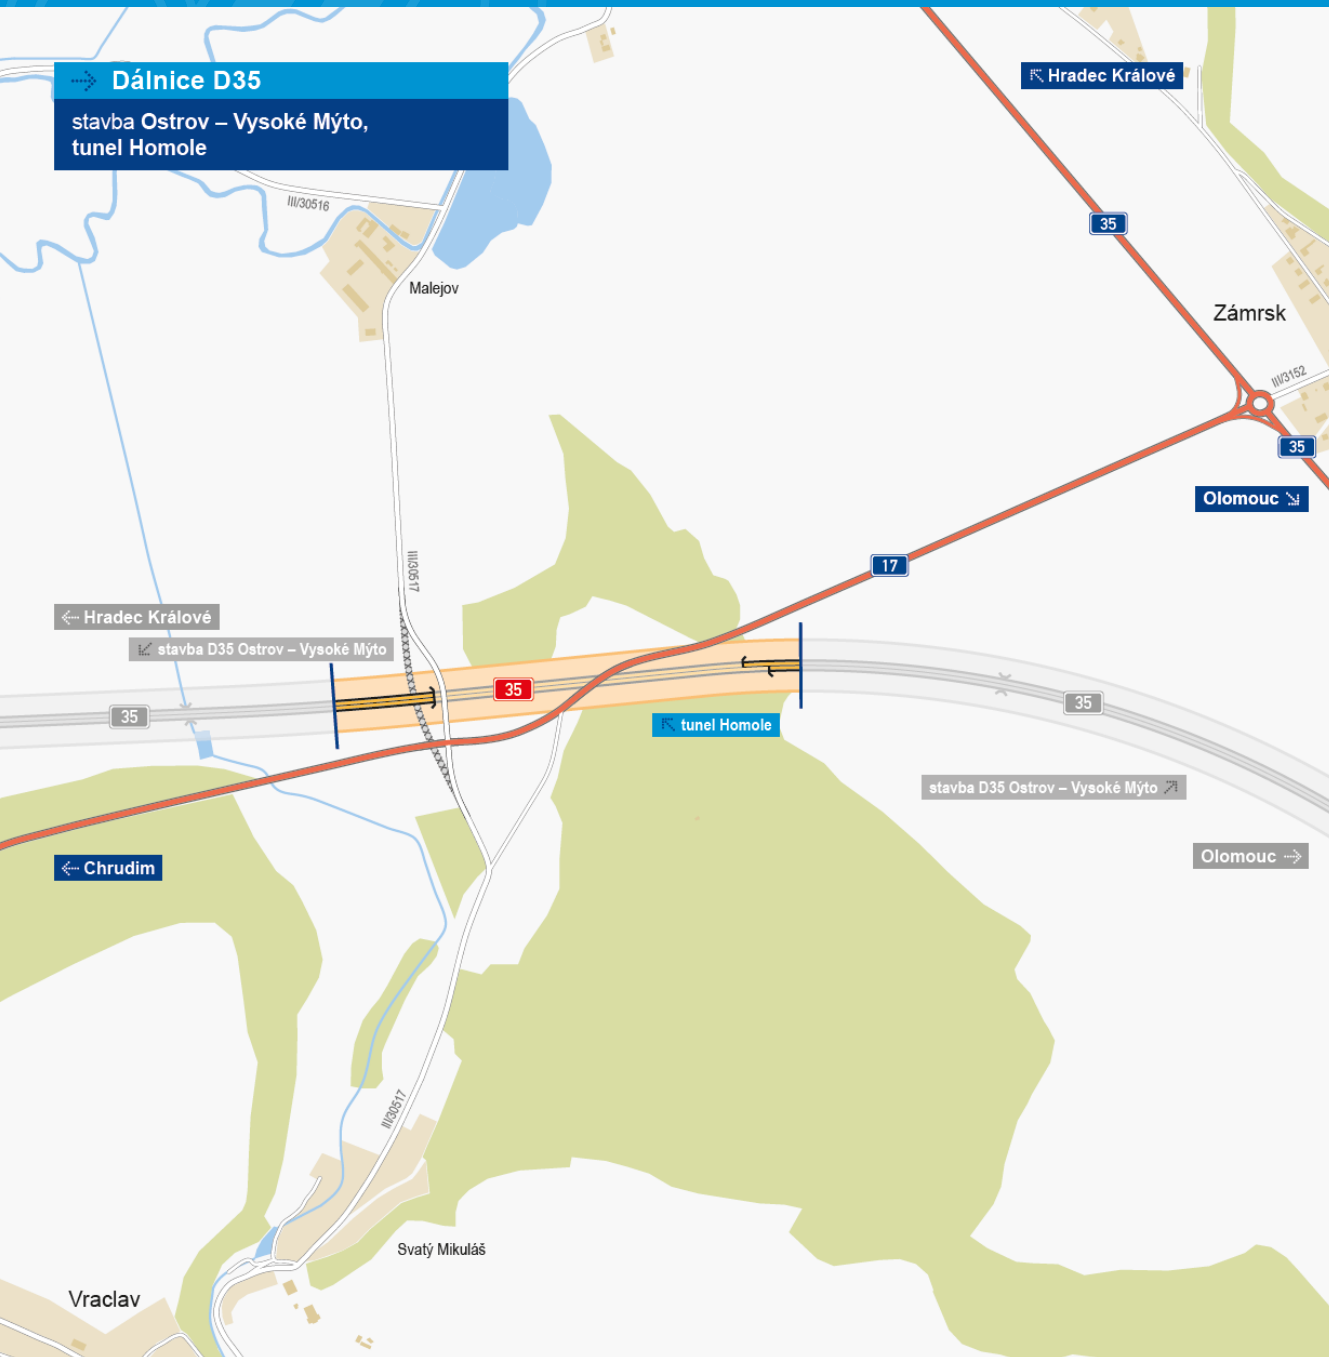 Dálnice D35
stavba Ostrov – Vysoké Mýto,
tunel Homole
Hradec Králové
III/30516
35
Malejov
Zámrsk
III/3152
35
Olomouc
III/30517
17
Hradec Králové
stavba D35 Ostrov – Vysoké Mýto
35
35
35
tunel Homole
stavba D35 Ostrov – Vysoké Mýto
Olomouc
Chrudim
III/30517
Svatý Mikuláš
Vraclav